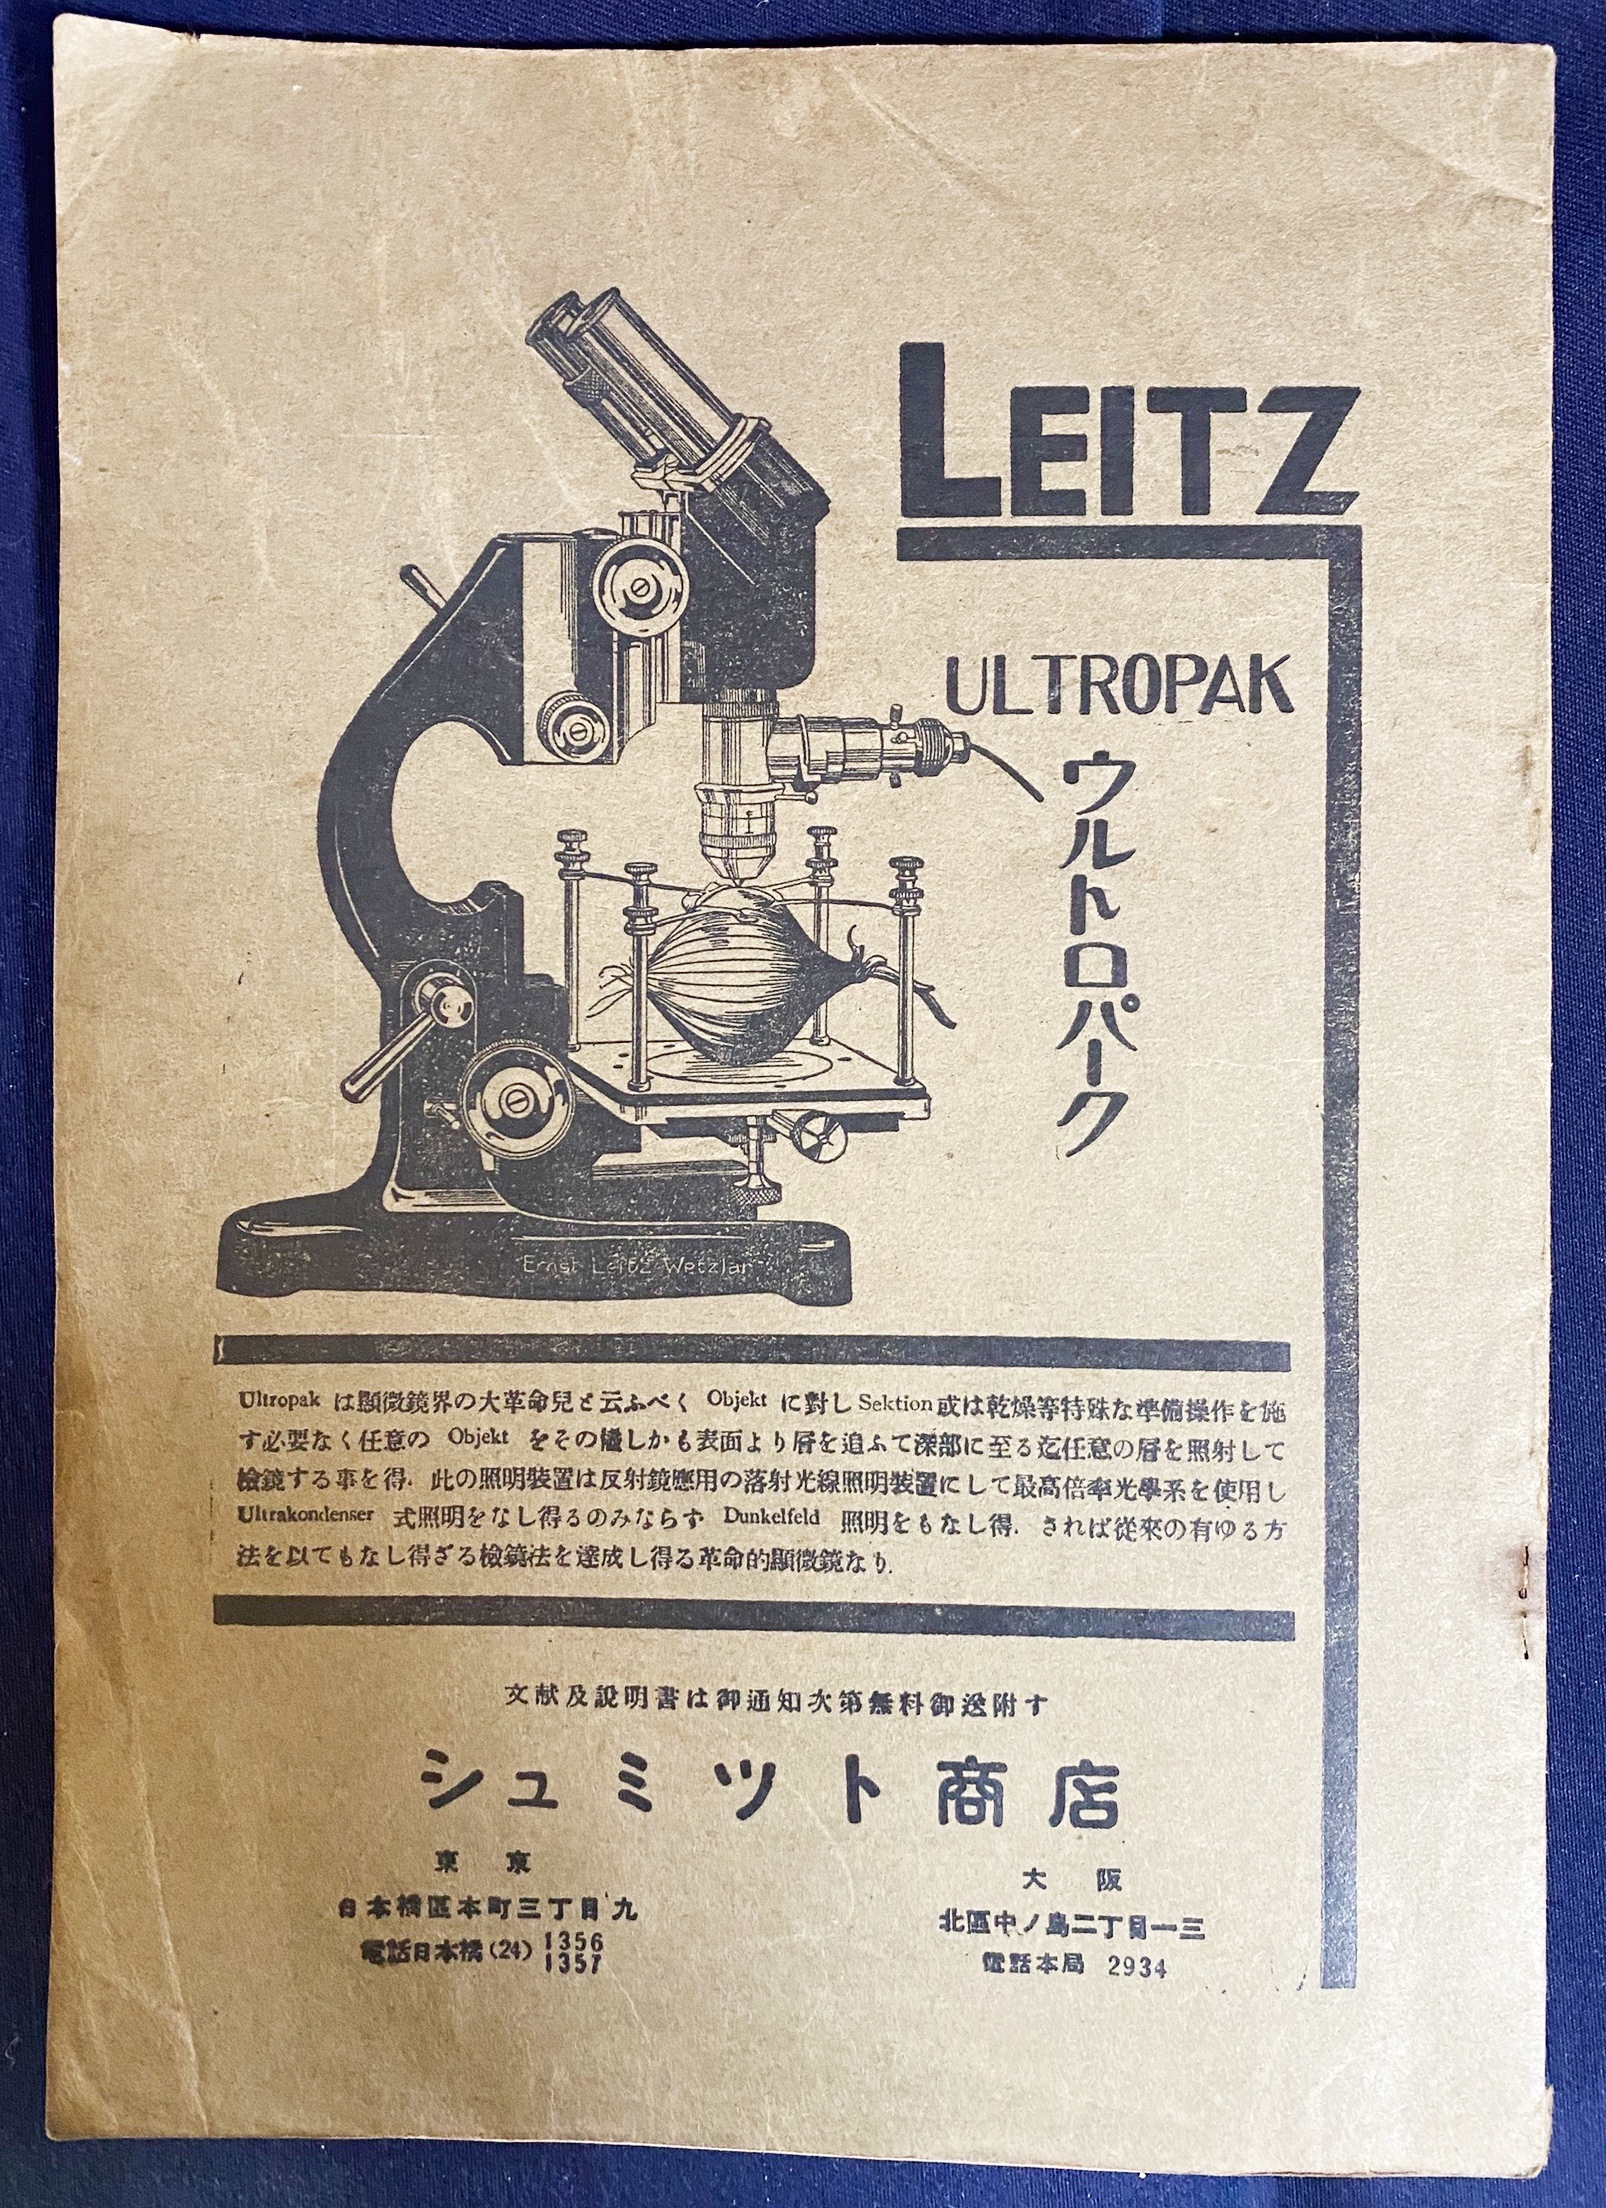 LEITZ
ULTROPAK
ウルトロパーク
Ernst Leitz Wetzlar
Ultropak は顯微鏡界の大革命兒と云ふべく Objekt に對し Sektion 或は乾燥等特殊な準備操作を施
す必要なく任意の Objekt をその儘しかも表面より層を追ふて深部に至る迄任意の層を照射して
檢鏡する事を得. 此の照明裝置は反射鏡應用の落射光線照明裝置にして最高倍率光學系を使用し
Ultrakondenser 式照明をなし得るのみならず Dunkelfeld 照明をもなし得. されば從來の有ゆる方
法を以てもなし得ざる檢鏡法を達成し得る革命的顯微鏡なり.
文献及說明書は御通知次第無料御送附す
シュミット商店
東京
日本橋區本町三丁目九
電話日本橋 (24) 1356
1357
大阪
北區中ノ島二丁目一三
電話本局 2934